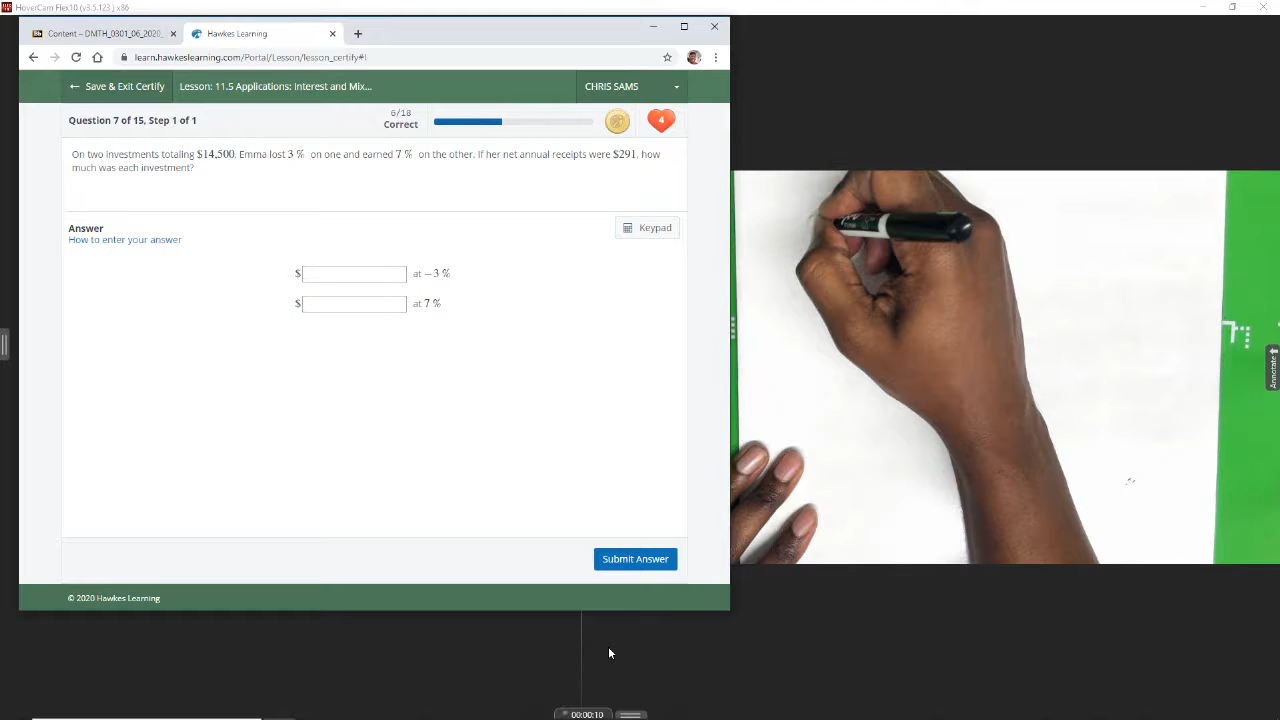 HoverCam Flex10 (v3.5.123) x86
Content – DMTH_0301_06_2020_
Hawkes Learning
learn.hawkeslearning.com/Portal/Lesson/lesson_certify#!
← Save & Exit Certify
Lesson: 11.5 Applications: Interest and Mix...
CHRIS SAMS
Question 7 of 15, Step 1 of 1
6/18
Correct
4
On two investments totaling $14,500, Emma lost 3 % on one and earned 7 % on the other. If her net annual receipts were $291, how
much was each investment?
Answer
Keypad
How to enter your answer
$ at −3 %
$ at 7 %
Submit Answer
© 2020 Hawkes Learning
Annotate
00:00:10